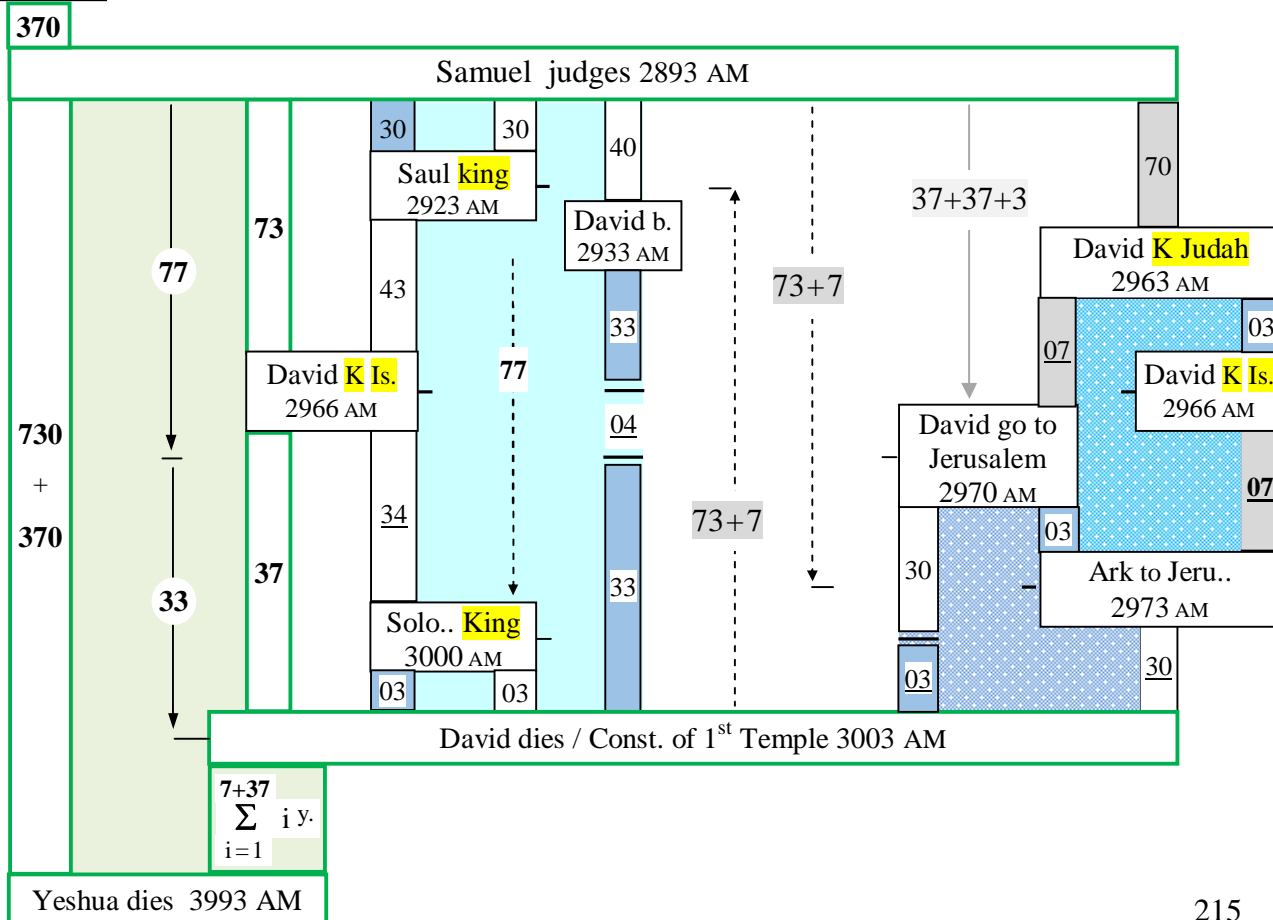 370
Samuel judges 2893 AM
30
30
40
70
Saul king
2923 AM
37+37+3
David b.
2933 AM
73
David K Judah
2963 AM
77
73+7
43
33
07
03
David K Is.
2966 AM
77
David K Is.
2966 AM
04
David go to
Jerusalem
2970 AM
730
+
370
07
34
73+7
03
37
30
33
33
Ark to Jeru..
2973 AM
Solo.. King
3000 AM
03
03
03
30
David dies / Const. of 1st Temple 3003 AM
7+37
Σ i y.
i=1
Yeshua dies 3993 AM
215